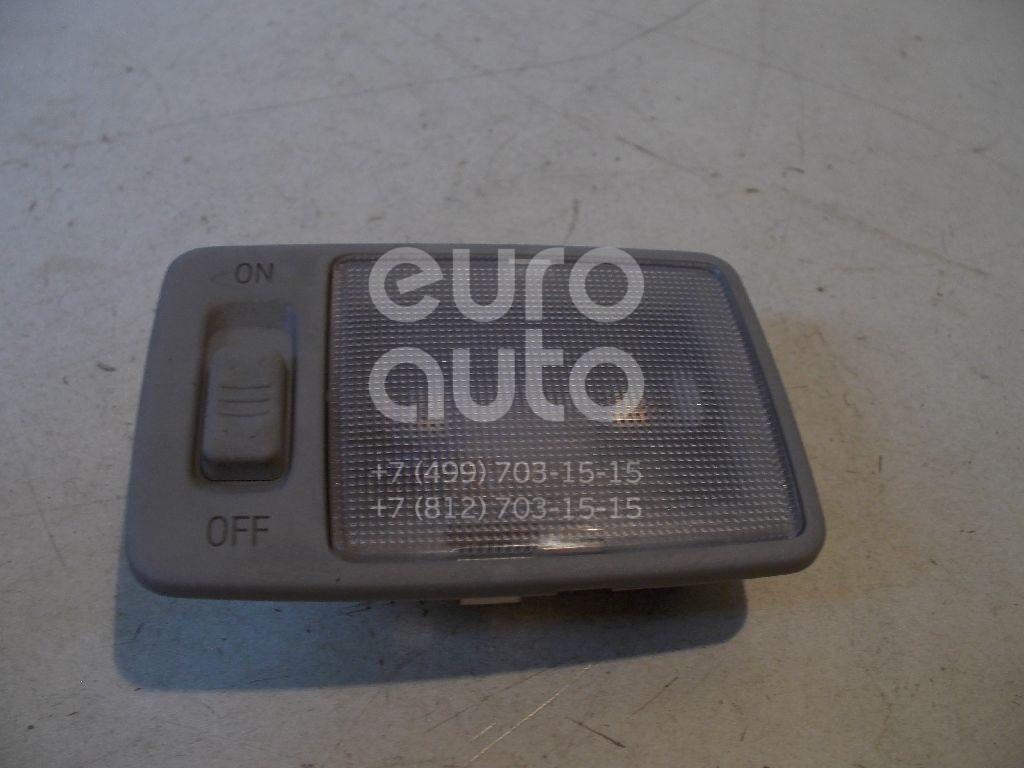 ON
OFF
euro
auto
+7 (499) 703-15-15
+7 (812) 703-15-15